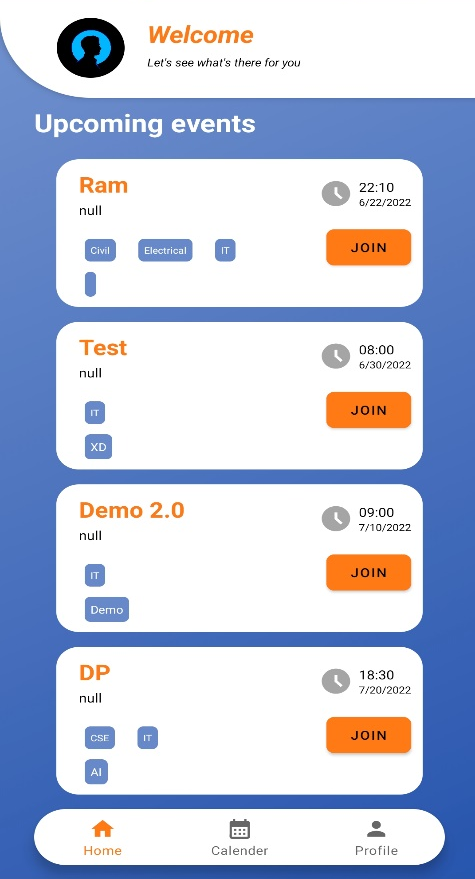 Welcome
Let's see what's there for you
Upcoming events
Ram
22:10
null
6/22/2022
Civil Electrical IT
JOIN
Test
08:00
null
6/30/2022
IT
JOIN
XD
Demo 2.0
09:00
null
7/10/2022
IT
JOIN
Demo
DP
18:30
null
7/20/2022
CSE IT
JOIN
AI
Home Calender Profile